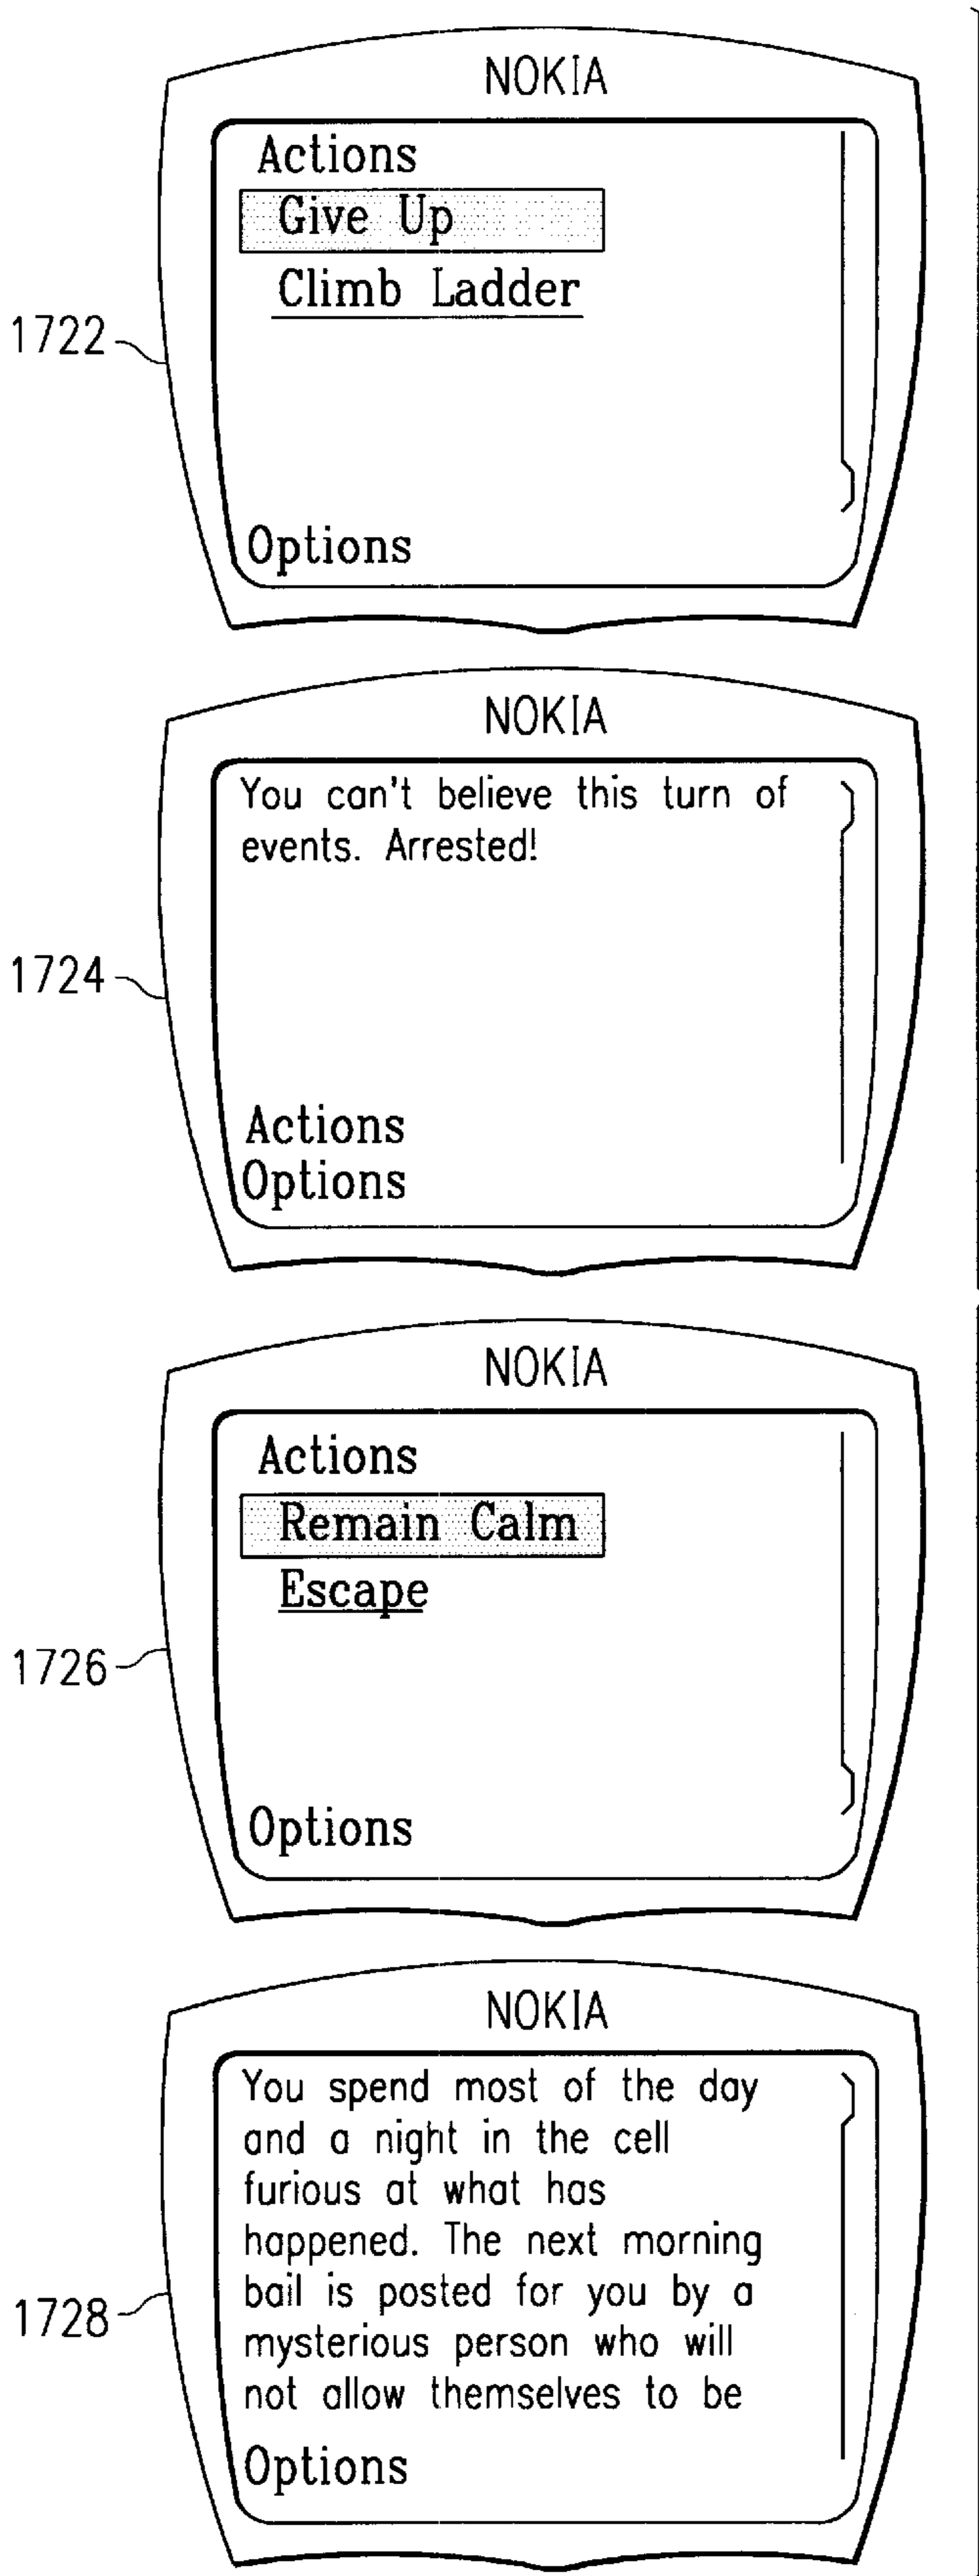 NOKIA
Actions
Give Up
Climb Ladder
1722
Options
NOKIA
You can't believe this turn of
events. Arrested!
1724
Actions
Options
NOKIA
Actions
Remain Calm
Escape
1726
Options
NOKIA
You spend most of the day
and a night in the cell
furious at what has
happened. The next morning
bail is posted for you by a
1728
mysterious person who will
not allow themselves to be
Options